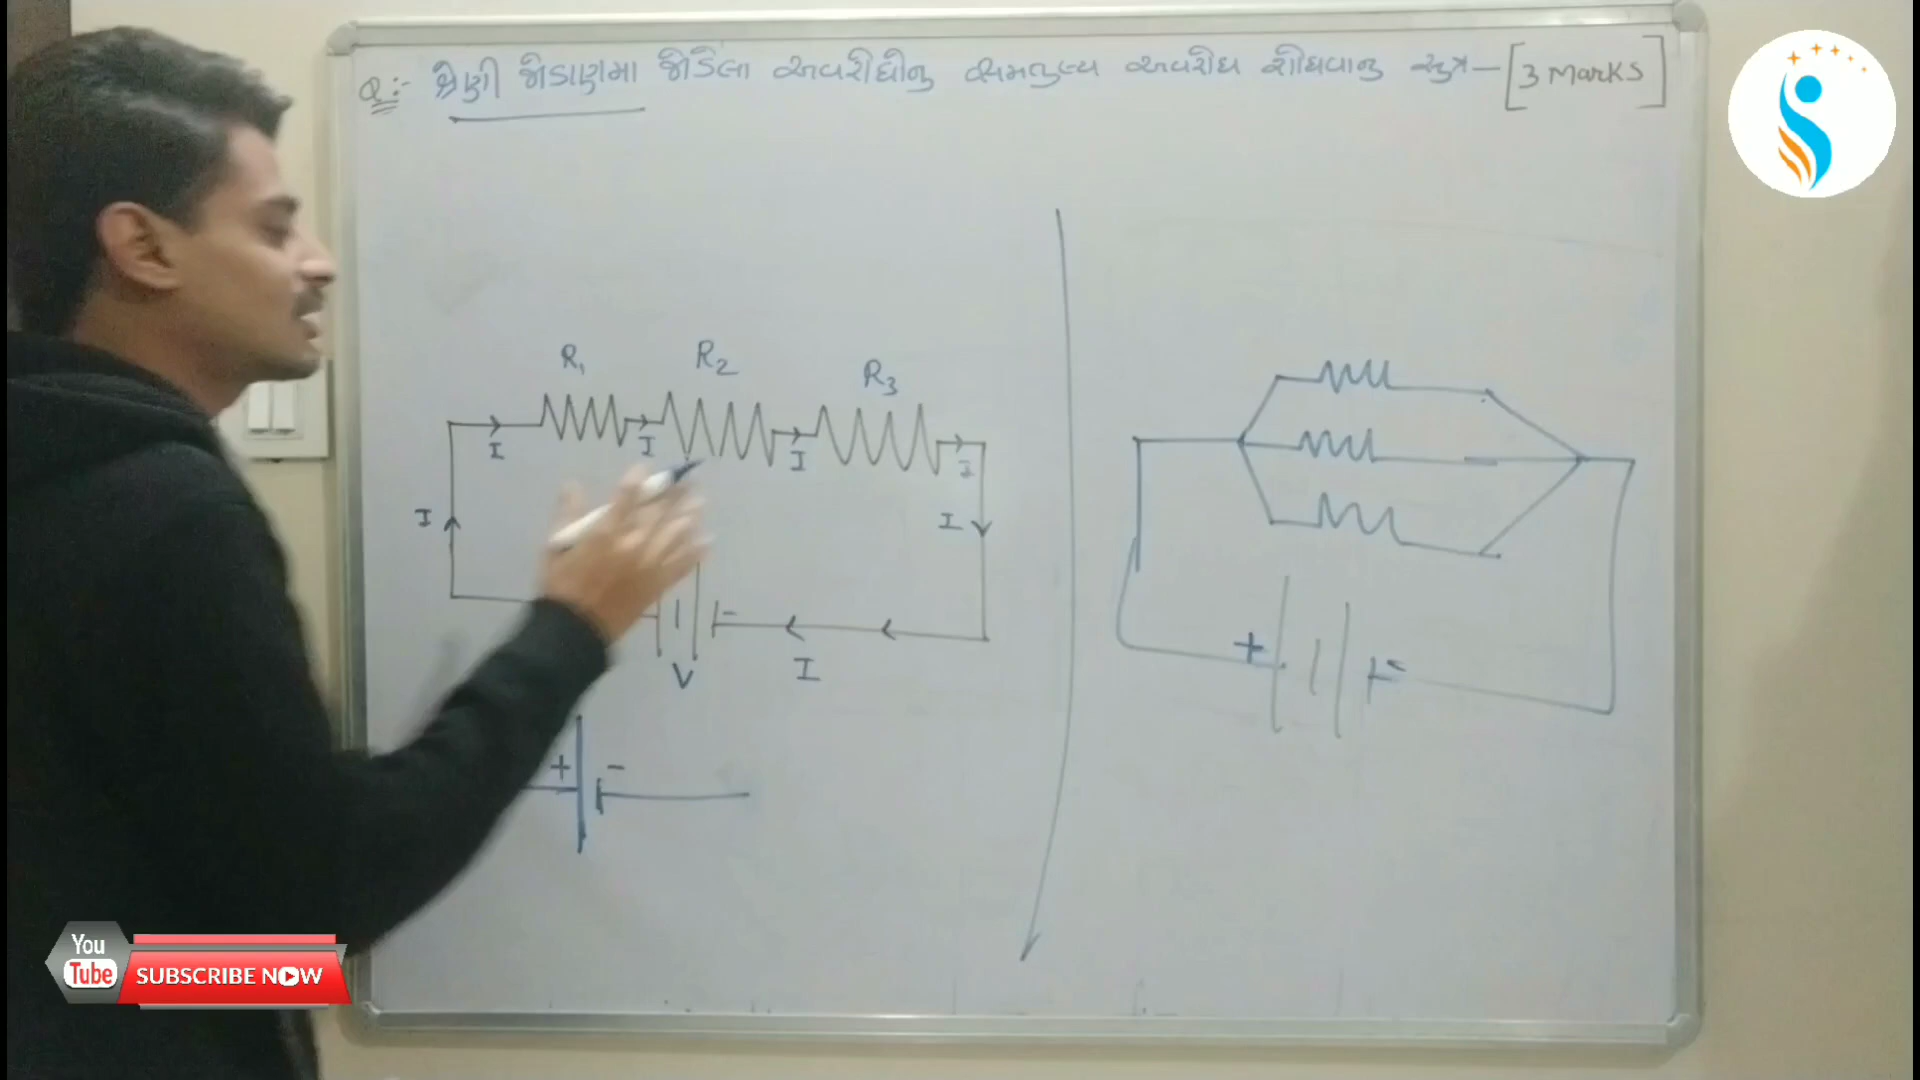 Q:- શ્રેણી જોડાણમા જોડેલા અવરોધોનુ સમતુલ્ય અવરોધ શોધવાનુ સુત્ર- [3 Marks]
R1 R2 R3
I I I I
I I
+ -
-
V I
+ -
You
Tube SUBSCRIBE NOW